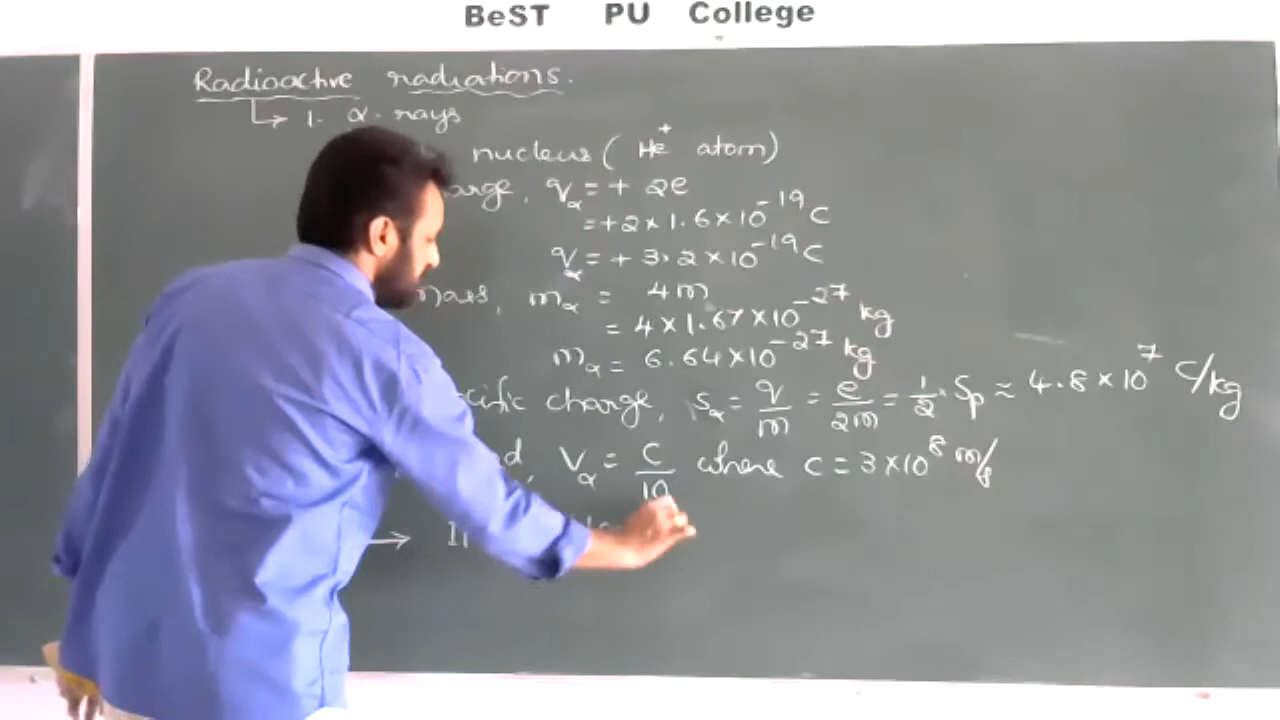 BeST PU College
Radioactive radiations.
↳ 1. α-rays
nucleus ( He⁺ atom)
arge, qα = + 2e
= +2 × 1.6 × 10⁻¹⁹ C
qα = + 3.2 × 10⁻¹⁹ C
mass, mα = 4m
= 4 × 1.67 × 10⁻²⁷ kg
mα = 6.64 × 10⁻²⁷ kg
cific charge, Sα = q/m = e/2m = 1/2 · Sp ≈ 4.8 × 10⁷ C/kg
d, Vα = C/10 where c = 3 × 10⁸ m/s
→